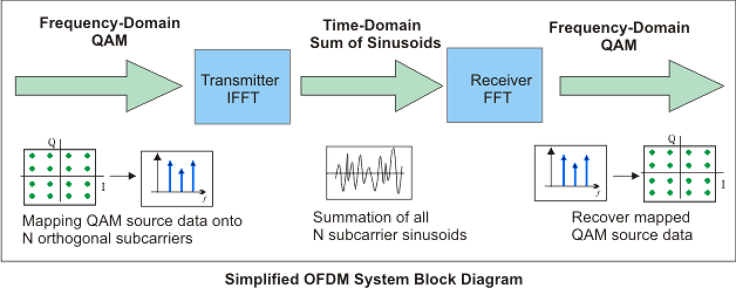 Frequency-Domain
QAM
Time-Domain
Sum of Sinusoids
Frequency-Domain
QAM
Transmitter
IFFT
Receiver
FFT
Q
I
f
Q
I
f
Mapping QAM source data onto
N orthogonal subcarriers
Summation of all
N subcarrier sinusoids
Recover mapped
QAM source data
Simplified OFDM System Block Diagram